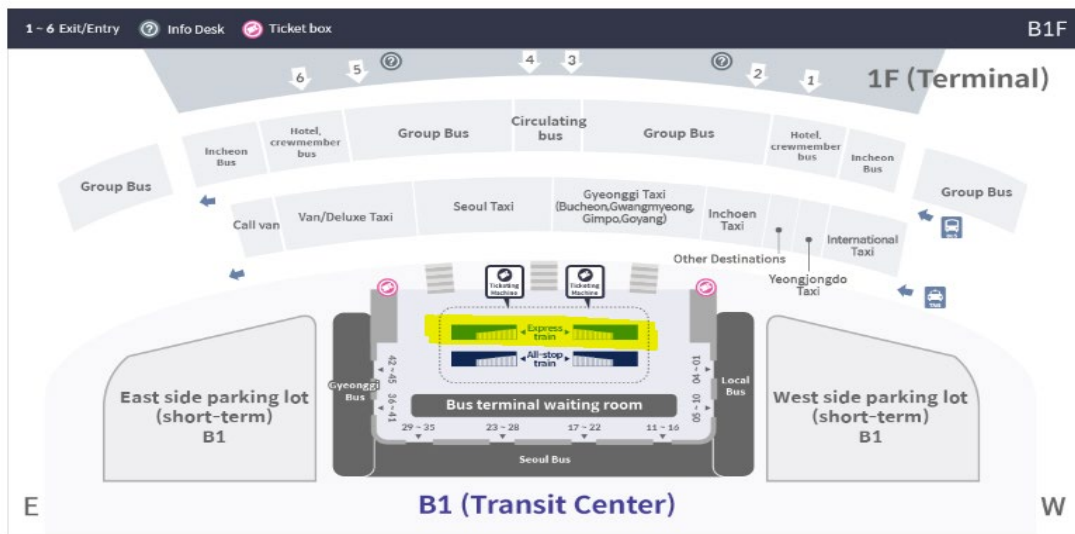 1 ~ 6 Exit/Entry
Info Desk
Ticket box
B1F
6
5
4
3
2
1
1F (Terminal)
Group Bus
Incheon
Bus
Hotel,
crewmember
bus
Group Bus
Circulating
bus
Group Bus
Hotel,
crewmember
bus
Incheon
Bus
Group Bus
Call van
Van/Deluxe Taxi
Seoul Taxi
Gyeonggi Taxi
(Bucheon,Gwangmyeong,
Gimpo,Goyang)
Inchoen
Taxi
Other Destinations
Yeongjongdo
Taxi
International
Taxi
BUS
TAXI
Ticketing
Machine
Ticketing
Machine
Express
train
All-stop
train
42 ~ 45
36 ~ 41
Gyeonggi
Bus
04 ~ 01
05 ~ 10
Local
Bus
Bus terminal waiting room
29 ~ 35
23 ~ 28
17 ~ 22
11 ~ 16
Seoul Bus
East side parking lot
(short-term)
B1
West side parking lot
(short-term)
B1
E
B1 (Transit Center)
W